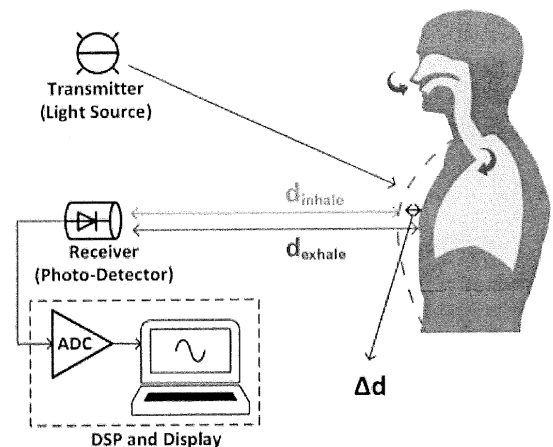 Transmitter
(Light Source)
d_inhale
d_exhale
Receiver
(Photo-Detector)
ADC
Δd
DSP and Display